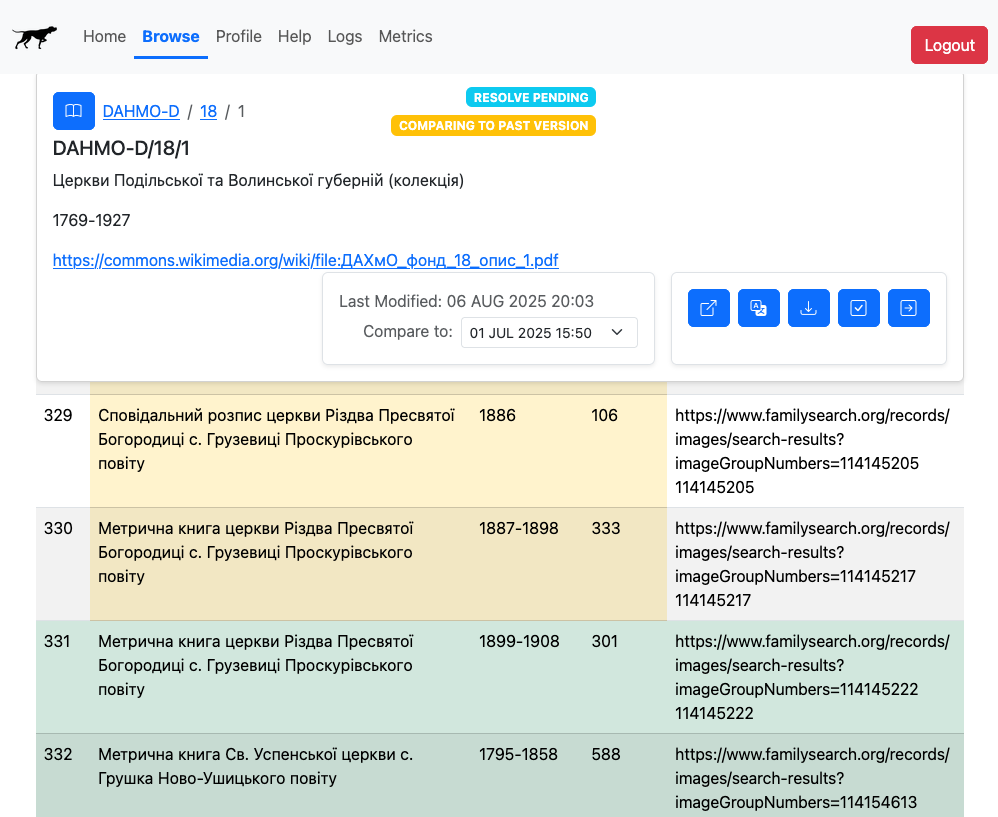 Home Browse Profile Help Logs Metrics
Logout
DAHMO-D / 18 / 1
RESOLVE PENDING
COMPARING TO PAST VERSION
DAHMO-D/18/1
Церкви Подільської та Волинської губерній (колекція)
1769-1927
https://commons.wikimedia.org/wiki/file:ДАХмО_фонд_18_опис_1.pdf
Last Modified: 06 AUG 2025 20:03
Compare to: 01 JUL 2025 15:50
329 Сповідальний розпис церкви Різдва Пресвятої 1886 106 https://www.familysearch.org/records/
Богородиці с. Грузевиці Проскурівського images/search-results?
повіту imageGroupNumbers=114145205
114145205
330 Метрична книга церкви Різдва Пресвятої 1887-1898 333 https://www.familysearch.org/records/
Богородиці с. Грузевиці Проскурівського images/search-results?
повіту imageGroupNumbers=114145217
114145217
331 Метрична книга церкви Різдва Пресвятої 1899-1908 301 https://www.familysearch.org/records/
Богородиці с. Грузевиці Проскурівського images/search-results?
повіту imageGroupNumbers=114145222
114145222
332 Метрична книга Св. Успенської церкви с. 1795-1858 588 https://www.familysearch.org/records/
Грушка Ново-Ушицького повіту images/search-results?
imageGroupNumbers=114154613